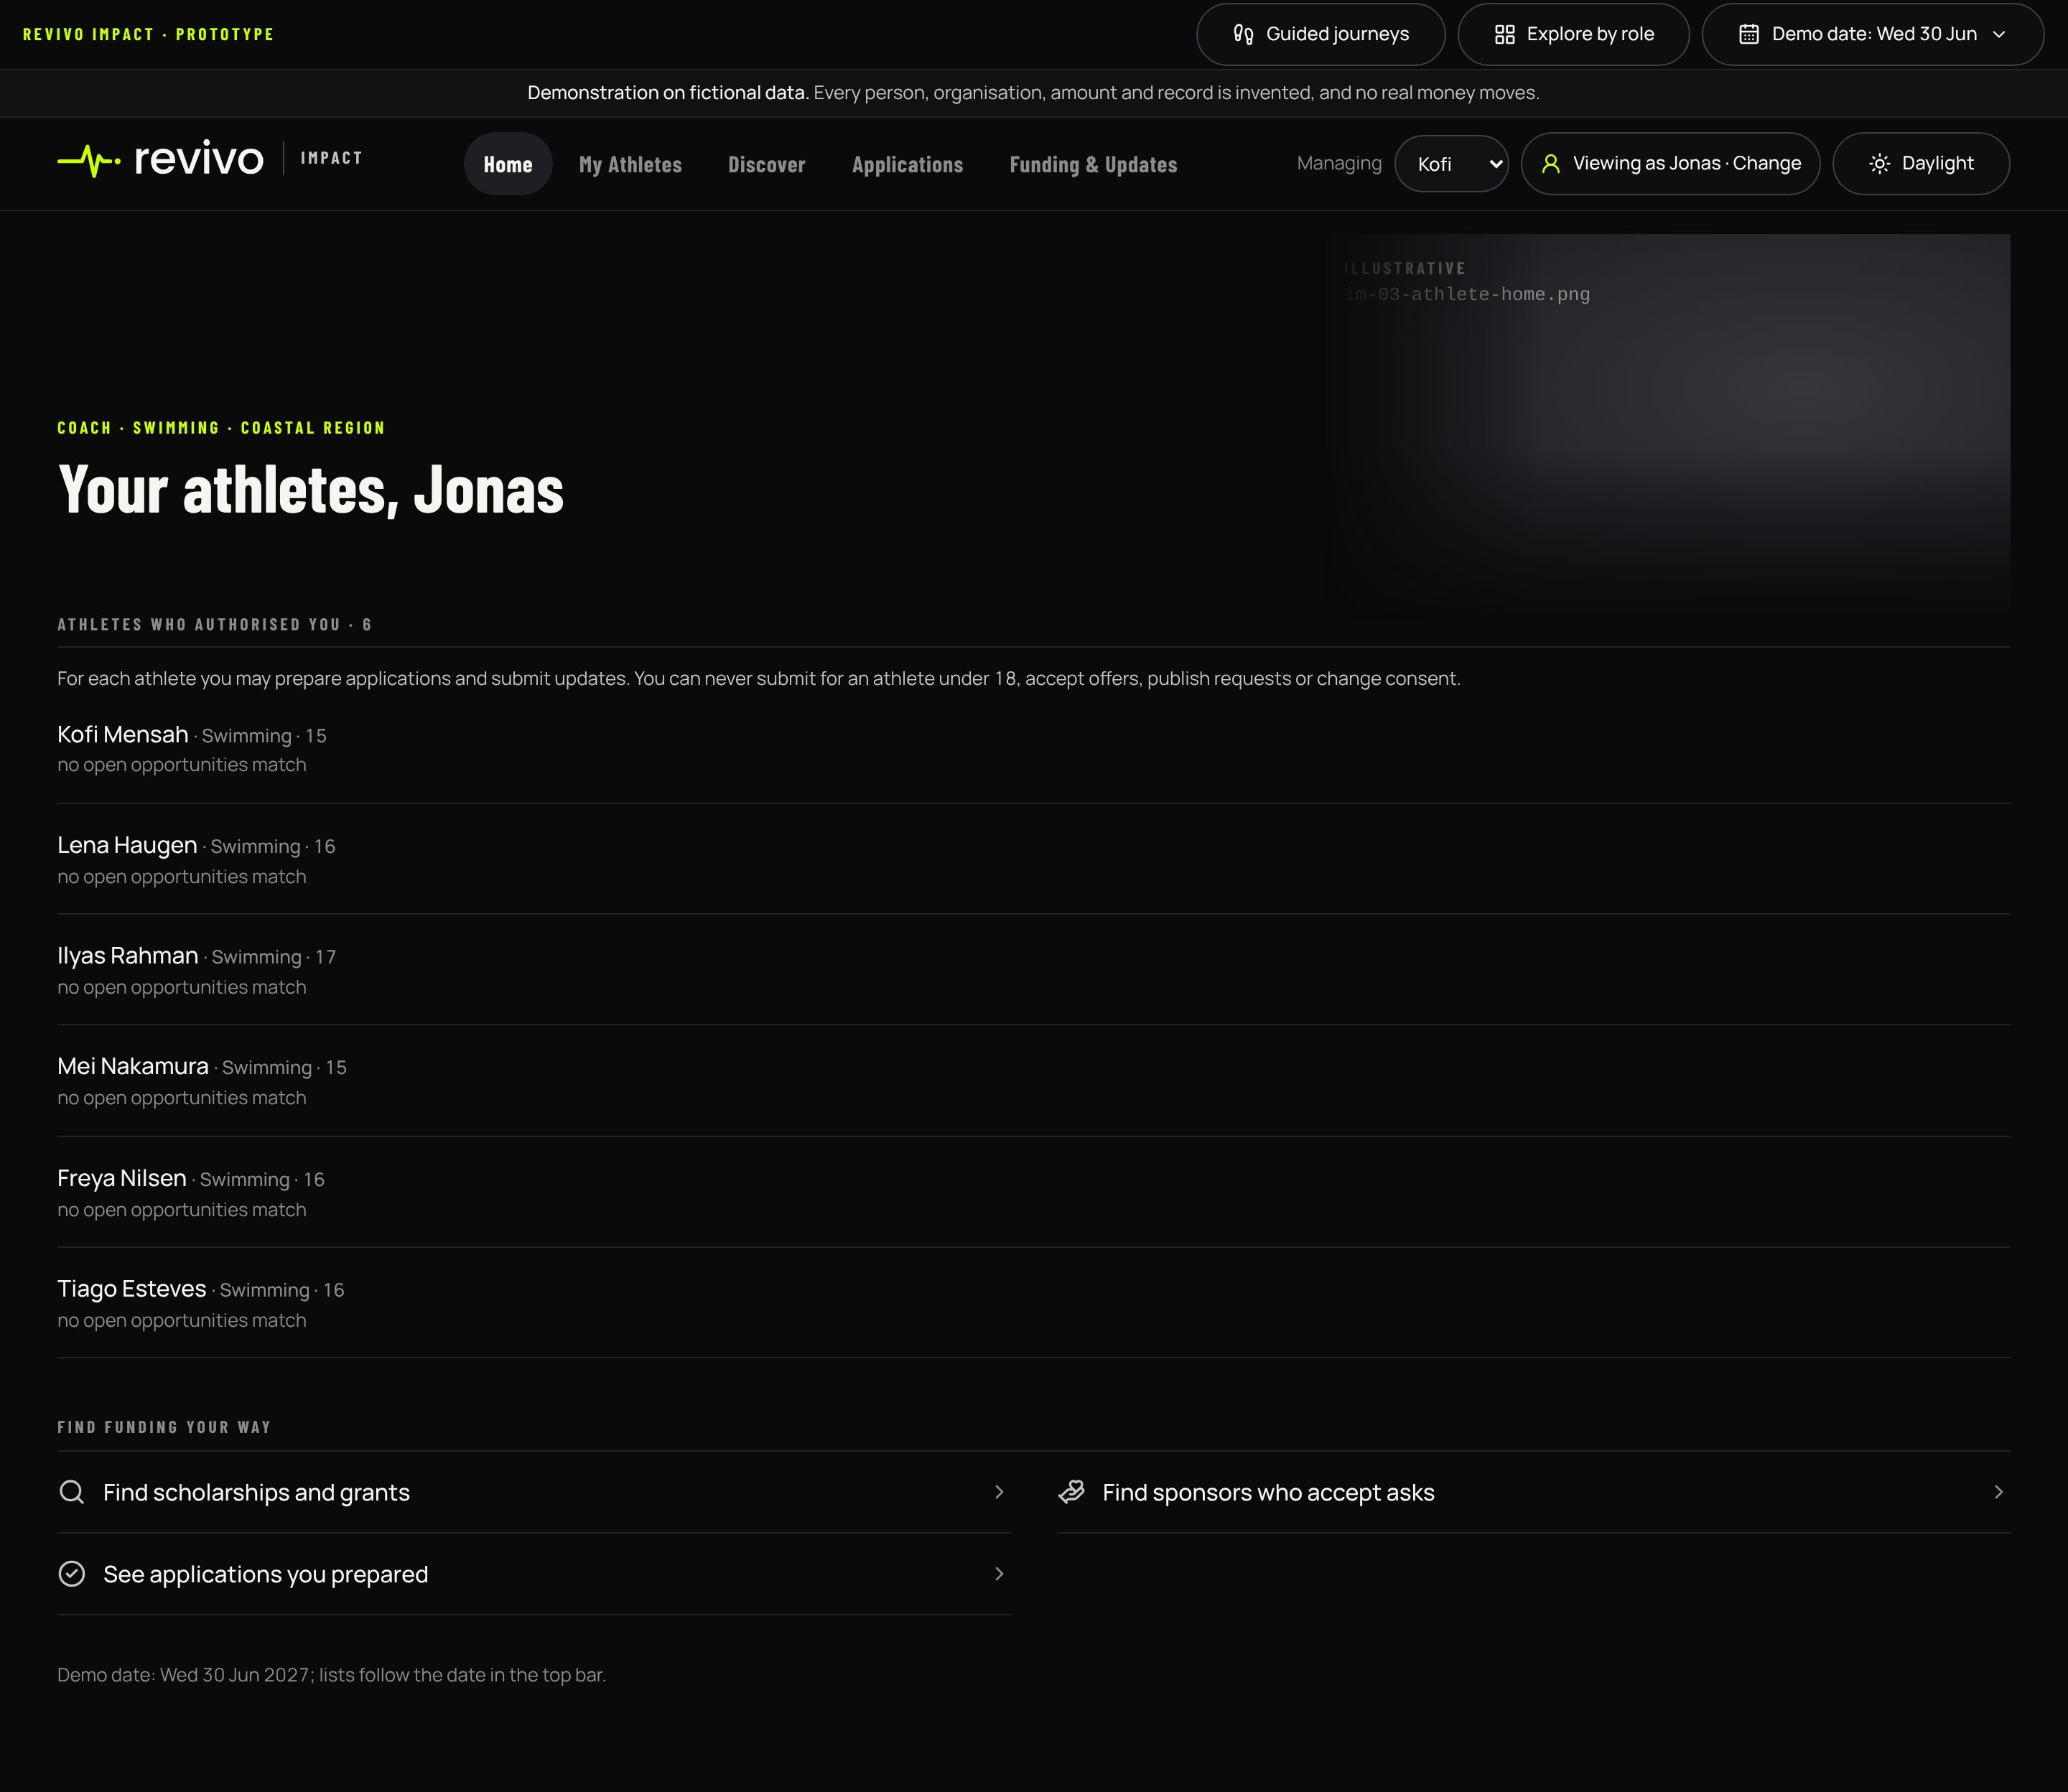 REVIVO IMPACT · PROTOTYPE
Guided journeys
Explore by role
Demo date: Wed 30 Jun
Demonstration on fictional data. Every person, organisation, amount and record is invented, and no real money moves.
revivo
IMPACT
Home
My Athletes
Discover
Applications
Funding & Updates
Managing
Kofi
Viewing as Jonas · Change
Daylight
ILLUSTRATIVE
im-03-athlete-home.png
COACH · SWIMMING · COASTAL REGION
Your athletes, Jonas
ATHLETES WHO AUTHORISED YOU · 6
For each athlete you may prepare applications and submit updates. You can never submit for an athlete under 18, accept offers, publish requests or change consent.
Kofi Mensah · Swimming · 15
no open opportunities match
Lena Haugen · Swimming · 16
no open opportunities match
Ilyas Rahman · Swimming · 17
no open opportunities match
Mei Nakamura · Swimming · 15
no open opportunities match
Freya Nilsen · Swimming · 16
no open opportunities match
Tiago Esteves · Swimming · 16
no open opportunities match
FIND FUNDING YOUR WAY
Find scholarships and grants
Find sponsors who accept asks
See applications you prepared
Demo date: Wed 30 Jun 2027; lists follow the date in the top bar.